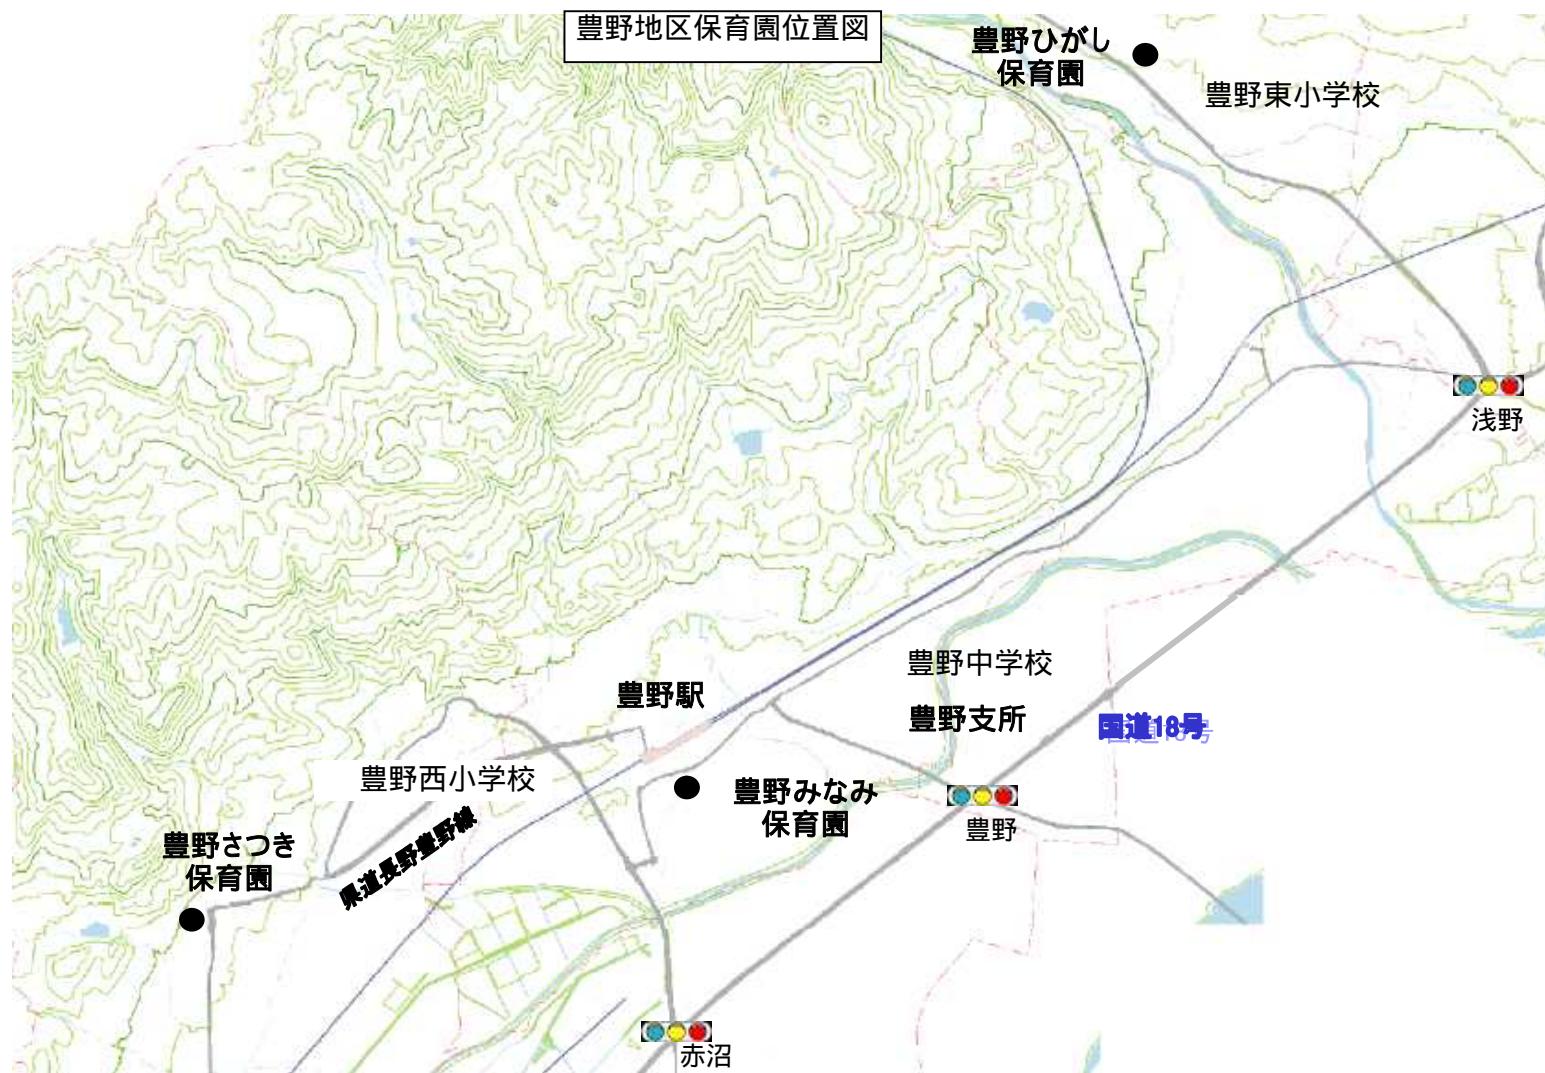 豊野地区保育園位置図
豊野ひがし
保育園
豊野東小学校
浅野
豊野中学校
豊野駅
豊野支所
国道18号
豊野西小学校
豊野みなみ
保育園
豊野
県道長野豊野線
豊野さつき
保育園
赤沼